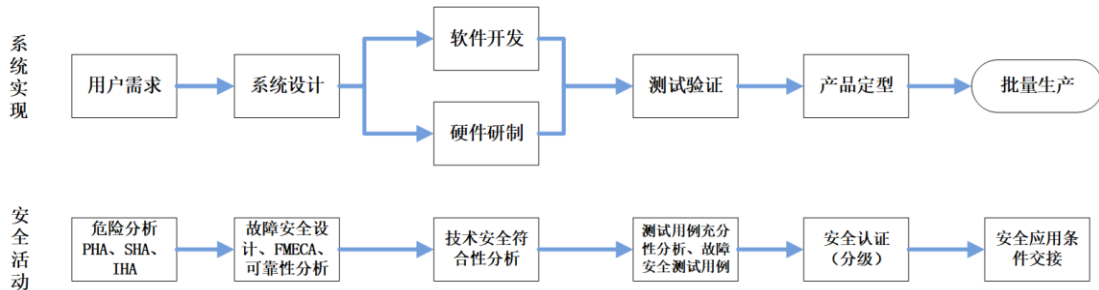 系统实现
用户需求
系统设计
软件开发
硬件研制
测试验证
产品定型
批量生产
安全活动
危险分析
PHA、SHA、
IHA
故障安全设
计、FMECA、
可靠性分析
技术安全符
合性分析
测试用例充分
性分析、故障
安全测试用例
安全认证
（分级）
安全应用条
件交接